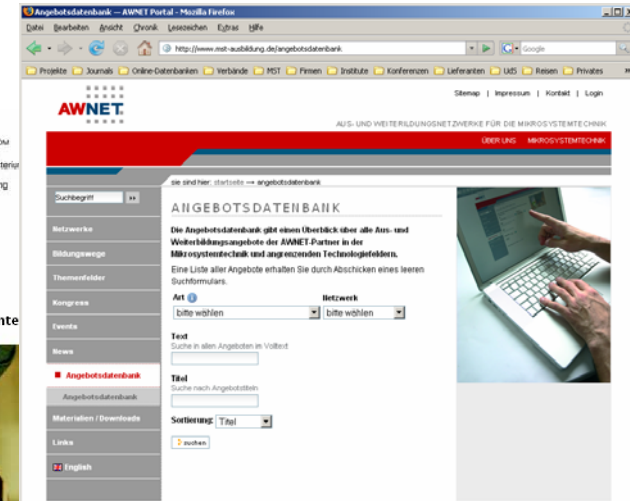 Angebotsdatenbank — AWNET Portal - Mozilla Firefox
Datei Bearbeiten Ansicht Chronik Lesezeichen Extras Hilfe
http://www.mst-ausbildung.de/angebotsdatenbank
Google
Projekte Journals Online-Datenbanken Verbände MST Firmen Institute Konferenzen Lieferanten UdS Reisen Privates
Sitemap | Impressum | Kontakt | Login
AWNET
AUS- UND WEITERILDUNGSNETZWERKE FÜR DIE MIKROSYSTEMTECHNIK
ÜBER UNS MIKROSYSTEMTECHNIK
sie sind hier: startseite → angebotsdatenbank
Suchbegriff
ANGEBOTSDATENBANK
Die Angebotsdatenbank gibt einen Überblick über alle Aus- und
Weiterbildungsangebote der AWNET-Partner in der
Mikrosystemtechnik und angrenzenden Technologiefeldern.
Eine Liste aller Angebote erhalten Sie durch Abschicken eines leeren
Suchformulars.
Art Netzwerk
bitte wählen bitte wählen
Text
Suche in allen Angeboten im Volltext
Titel
Suche nach Angebotstiteln
Sortierung: Titel
suchen
Netzwerke
Bildungswege
Themenfelder
Kongress
Events
News
Angebotsdatenbank
Angebotsdatenbank
Materialien / Downloads
Links
English